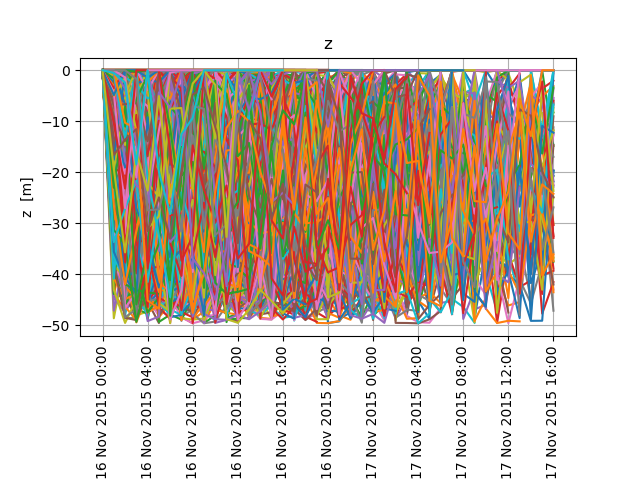 z
z [m]
0
−10
−20
−30
−40
−50
16 Nov 2015 00:00
16 Nov 2015 04:00
16 Nov 2015 08:00
16 Nov 2015 12:00
16 Nov 2015 16:00
16 Nov 2015 20:00
17 Nov 2015 00:00
17 Nov 2015 04:00
17 Nov 2015 08:00
17 Nov 2015 12:00
17 Nov 2015 16:00